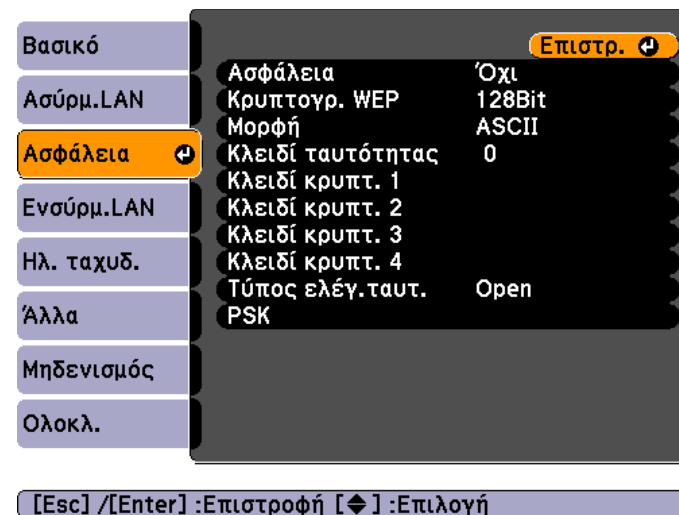 Βασικό
Ασύρμ.LAN
Ασφάλεια
Ενσύρμ.LAN
Ηλ. ταχυδ.
Άλλα
Μηδενισμός
Ολοκλ.
Επιστρ.
Ασφάλεια Όχι
Κρυπτογρ. WEP 128Bit
Μορφή ASCII
Κλειδί ταυτότητας 0
Κλειδί κρυπτ. 1
Κλειδί κρυπτ. 2
Κλειδί κρυπτ. 3
Κλειδί κρυπτ. 4
Τύπος ελέγ.ταυτ. Open
PSK
[Esc] /[Enter] :Επιστροφή [◆] :Επιλογή